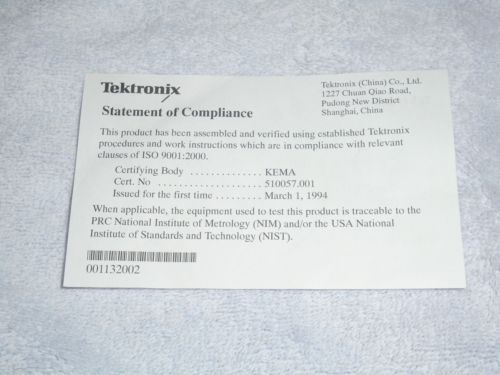 Tektronix
Tektronix (China) Co., Ltd.
1227 Chuan Qiao Road,
Pudong New District
Shanghai, China
Statement of Compliance
This product has been assembled and verified using established Tektronix
procedures and work instructions which are in compliance with relevant
clauses of ISO 9001:2000.
Certifying Body .............. KEMA
Cert. No .................... 510057.001
Issued for the first time ......... March 1, 1994
When applicable, the equipment used to test this product is traceable to the
PRC National Institute of Metrology (NIM) and/or the USA National
Institute of Standards and Technology (NIST).
001132002